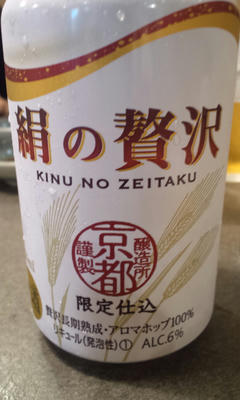 絹の贅沢
KINU NO ZEITAKU
謹製
京都
醸造所
限定仕込
贅沢長期熟成・アロマホップ100%
リキュール(発泡性)① ALC.6%